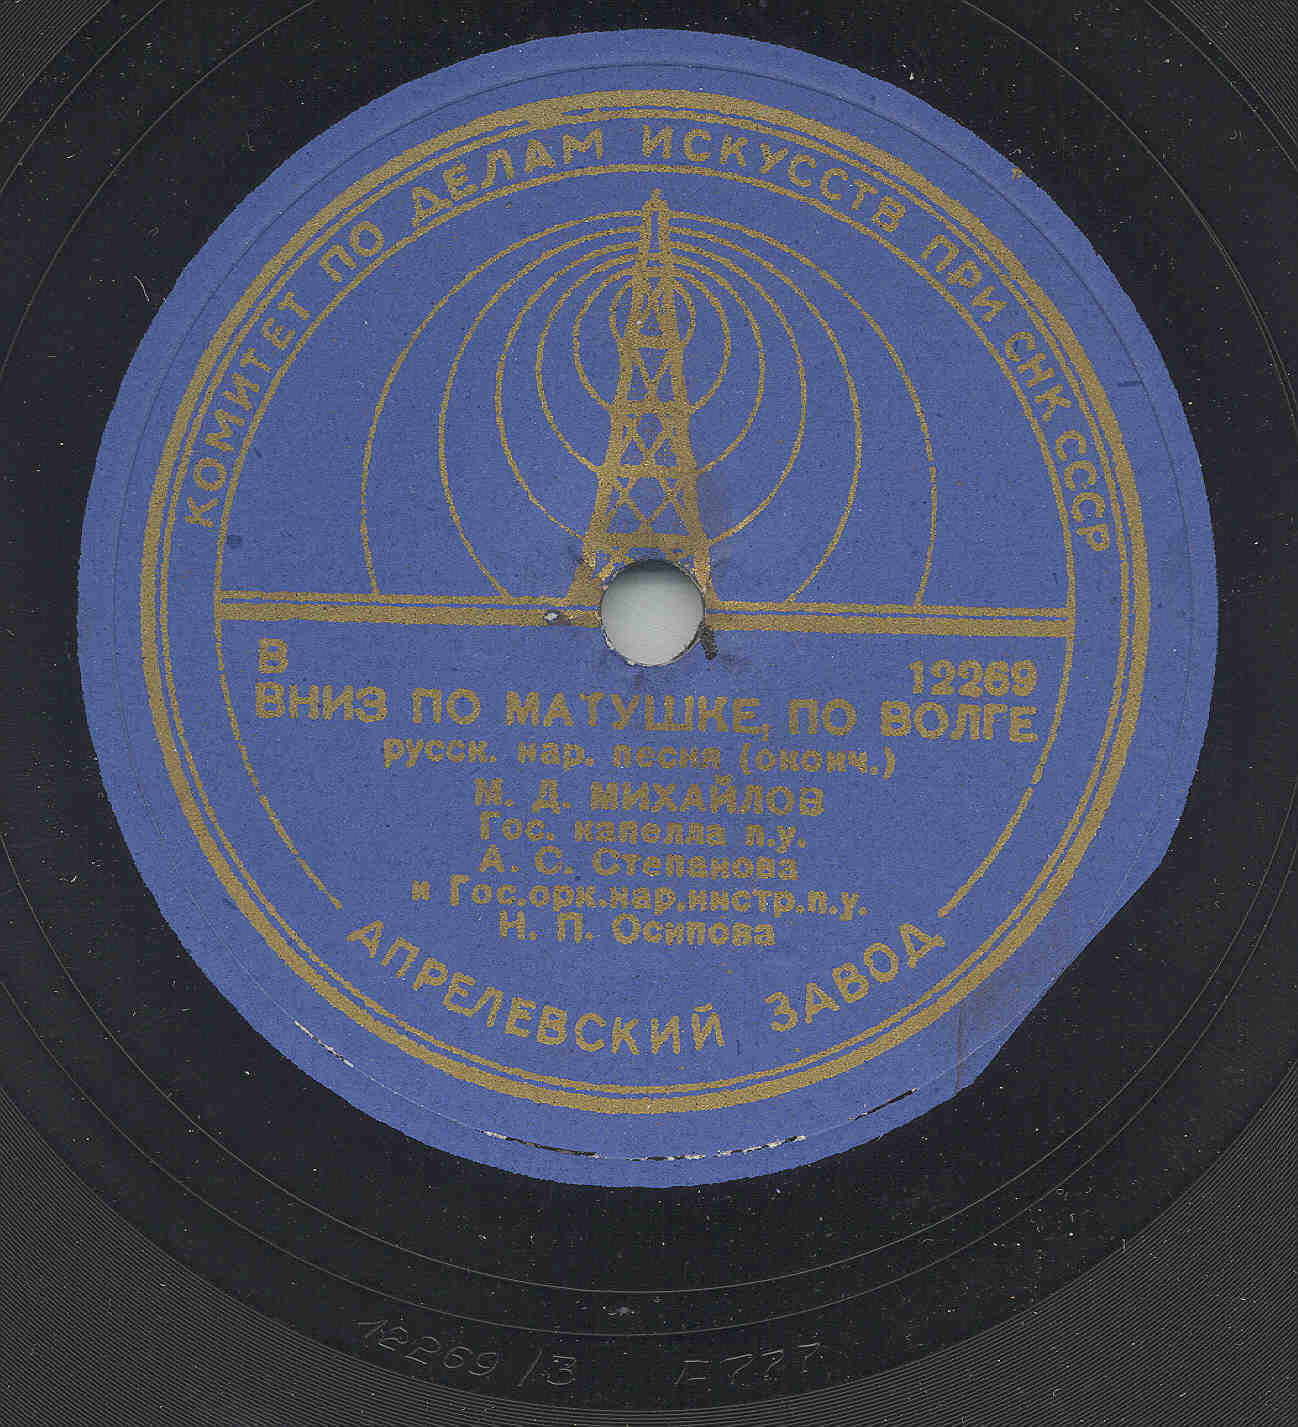 КОМИТЕТ ПО ДЕЛАМ ИСКУССТВ ПРИ СНК СССР
В
12269
ВНИЗ ПО МАТУШКЕ, ПО ВОЛГЕ
русск. нар. песня (оконч.)
М. Д. МИХАЙЛОВ
Гос. капелла п.у.
А. С. Степанова
и Гос.орк.нар.инстр.п.у.
Н. П. Осипова
АПРЕЛЕВСКИЙ ЗАВОД
12269/3